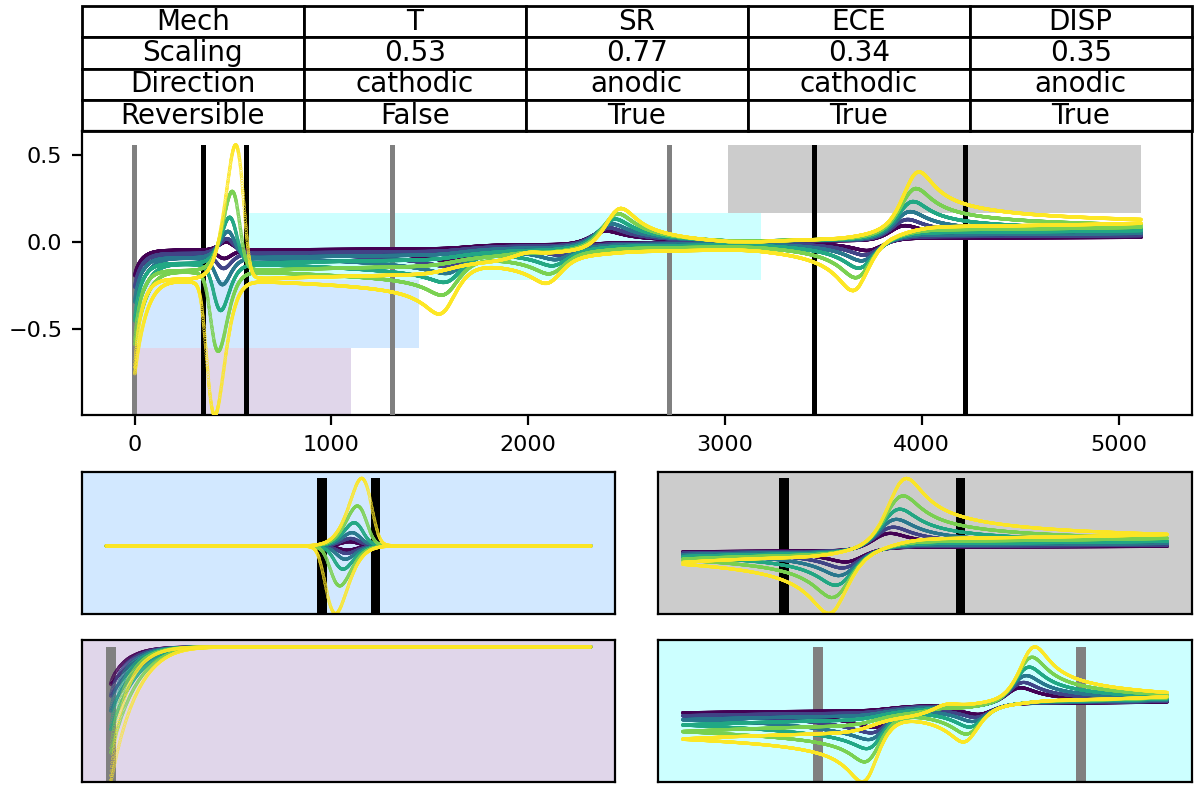 Mech T SR ECE DISP
Scaling 0.53 0.77 0.34 0.35
Direction cathodic anodic cathodic anodic
Reversible False True True True
0.5
0.0
−0.5
0 1000 2000 3000 4000 5000